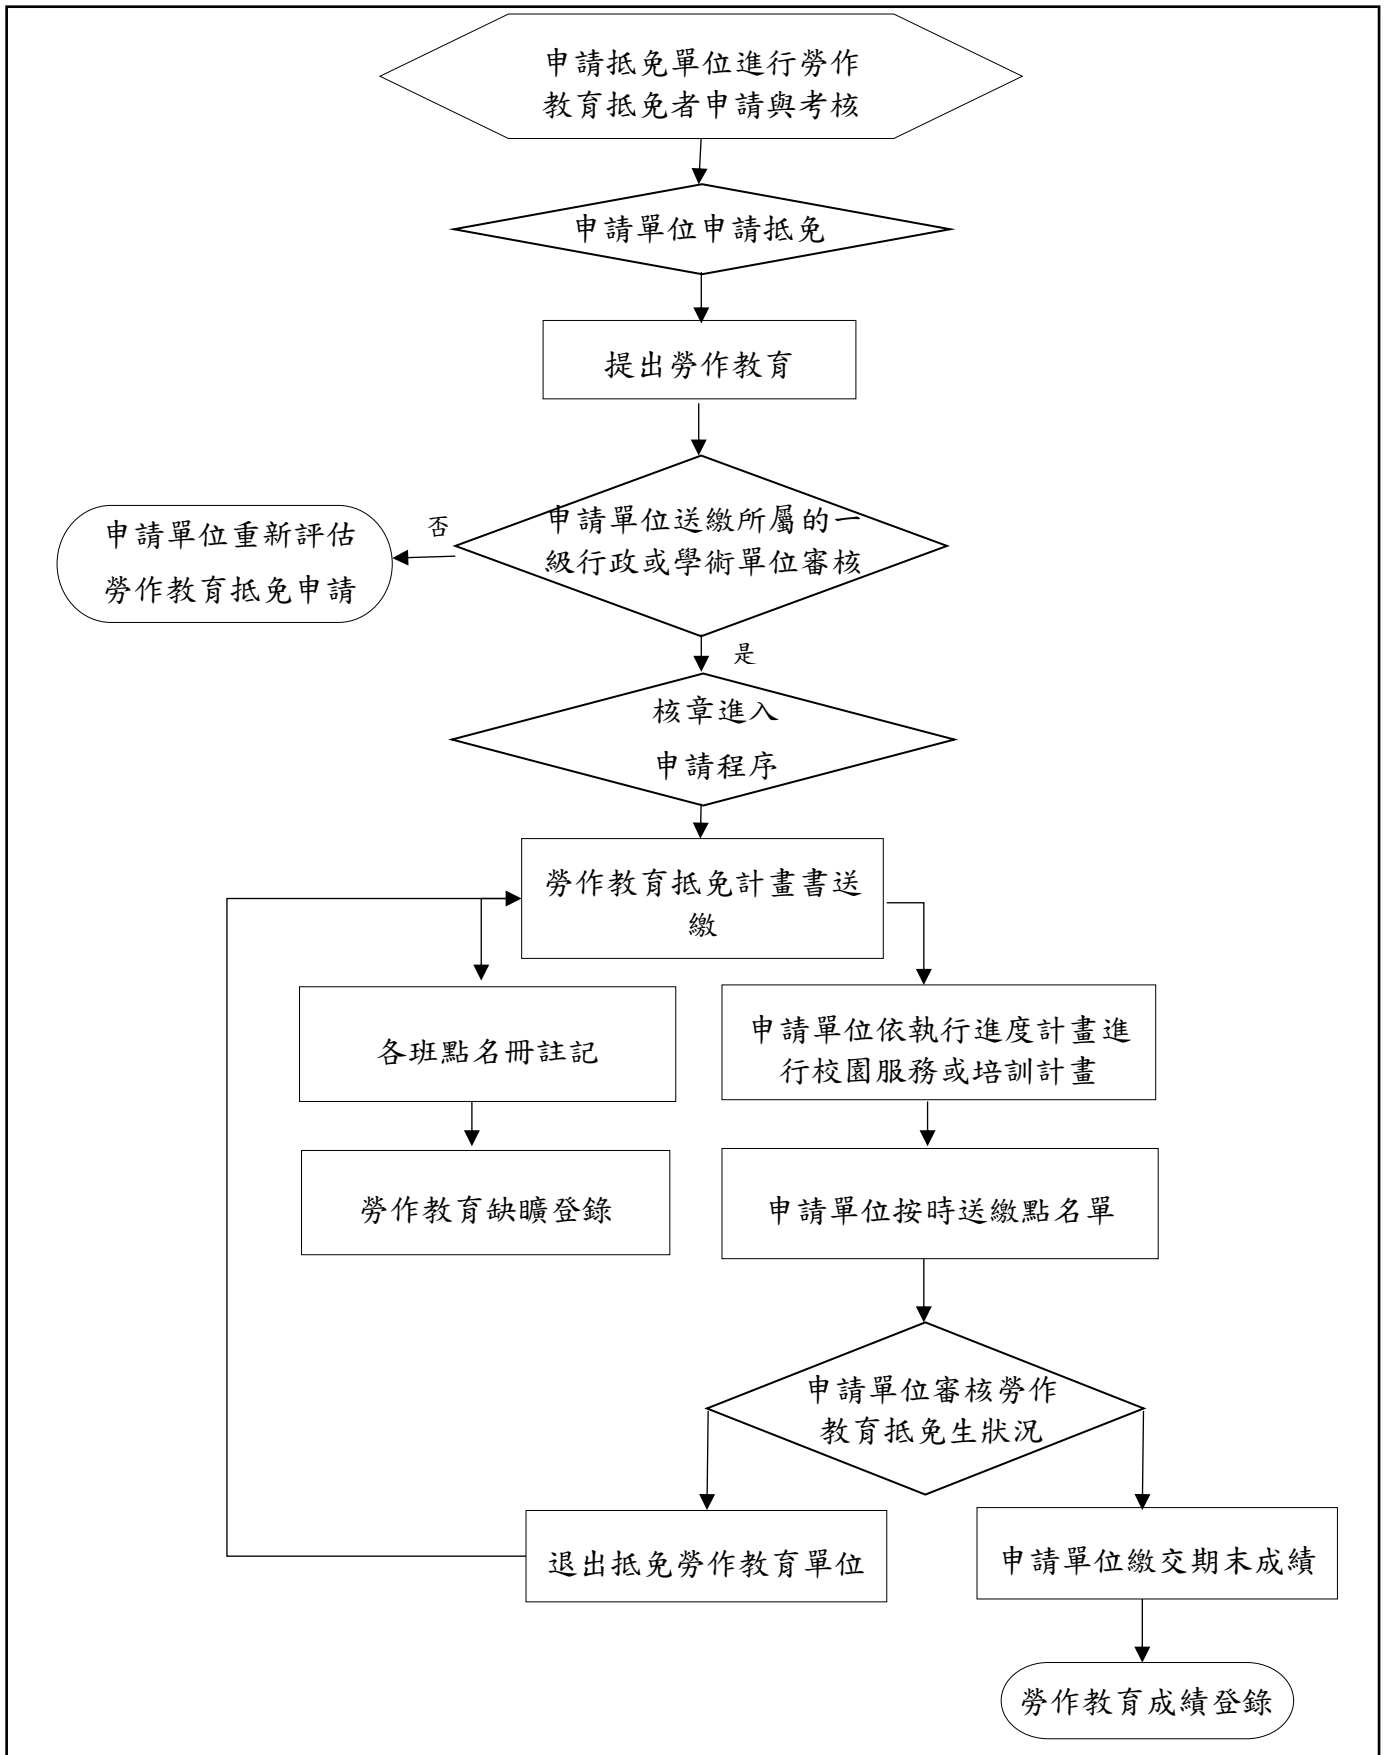 申請抵免單位進行勞作
教育抵免者申請與考核
申請單位申請抵免
提出勞作教育
申請單位送繳所屬的一
級行政或學術單位審核
否
申請單位重新評估
勞作教育抵免申請
是
核章進入
申請程序
勞作教育抵免計畫書送
繳
各班點名冊註記
勞作教育缺曠登錄
申請單位依執行進度計畫進
行校園服務或培訓計畫
申請單位按時送繳點名單
申請單位審核勞作
教育抵免生狀況
退出抵免勞作教育單位
申請單位繳交期末成績
勞作教育成績登錄